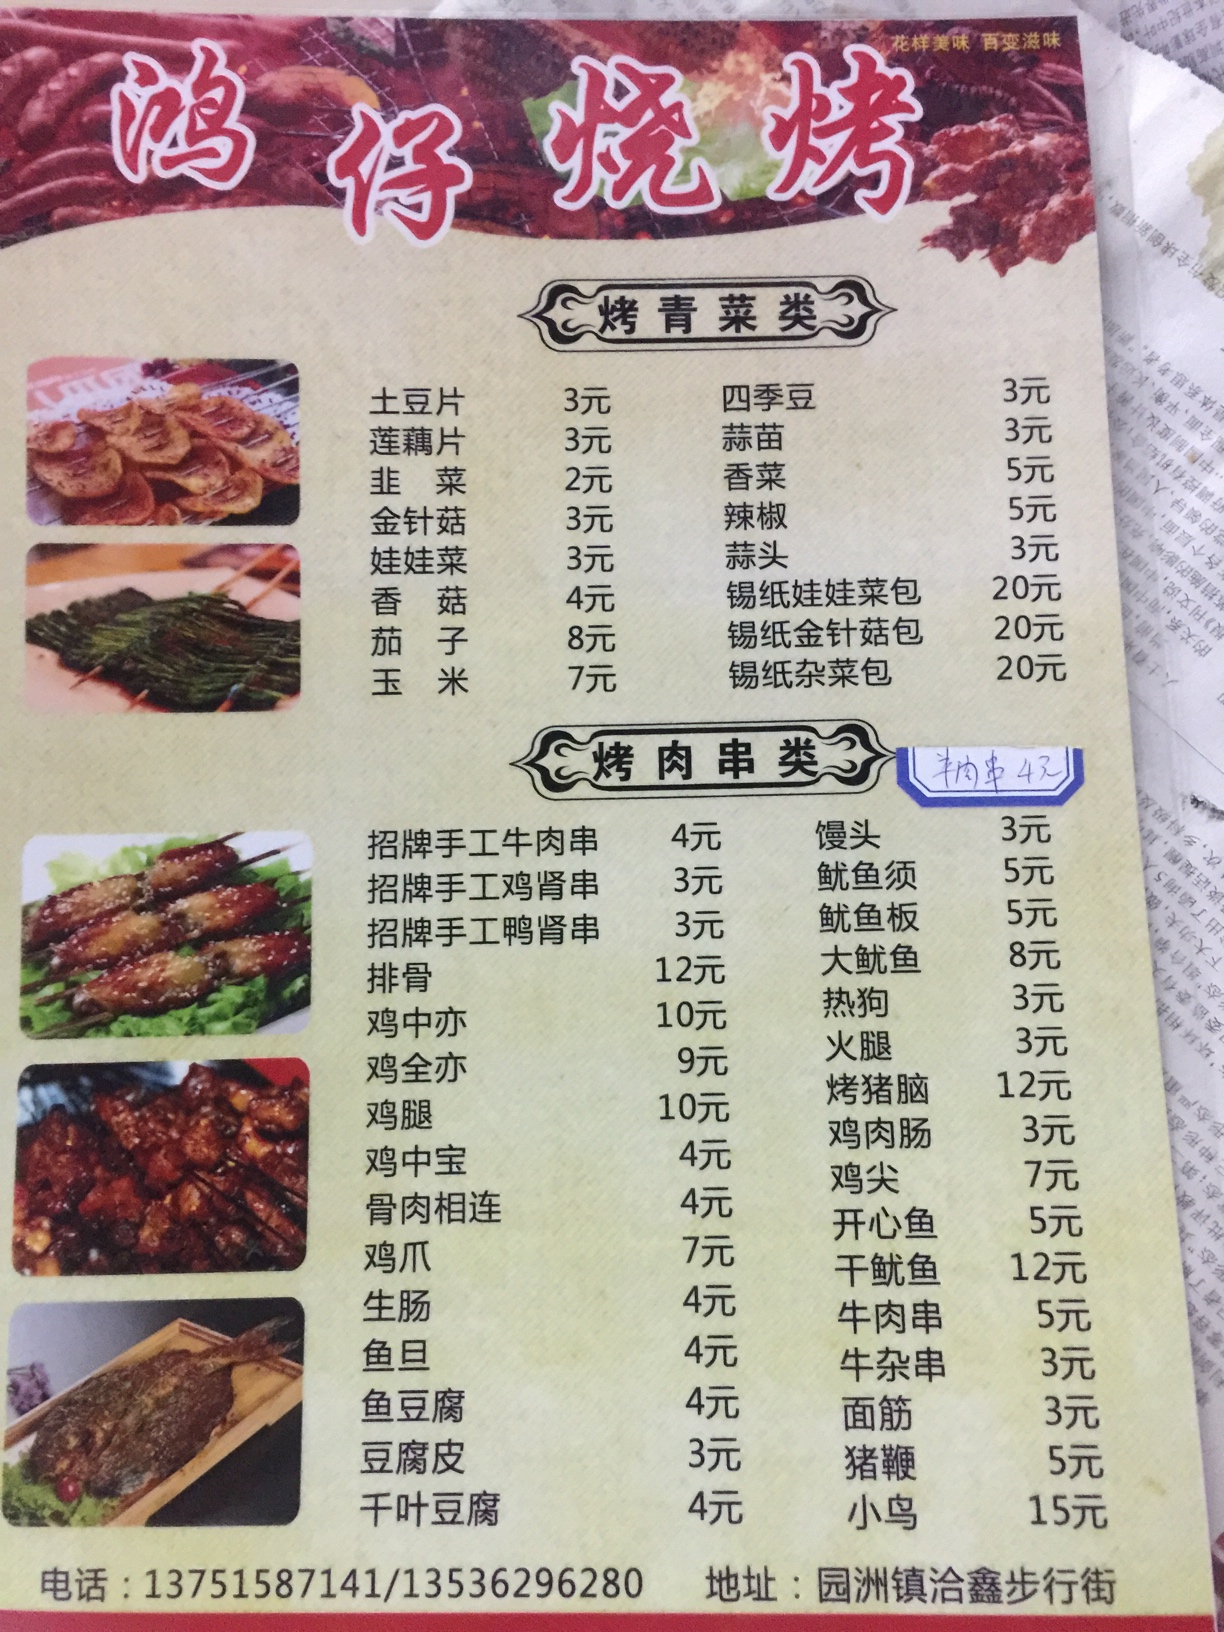 花样美味 百变滋味
鸿仔烧烤
烤青菜类
土豆片 3元 四季豆 3元
莲藕片 3元 蒜苗 3元
韭 菜 2元 香菜 5元
金针菇 3元 辣椒 5元
娃娃菜 3元 蒜头 3元
香 菇 4元 锡纸娃娃菜包 20元
茄 子 8元 锡纸金针菇包 20元
玉 米 7元 锡纸杂菜包 20元
烤肉串类
羊肉串 4元
招牌手工牛肉串 4元 馒头 3元
招牌手工鸡肾串 3元 鱿鱼须 5元
招牌手工鸭肾串 3元 鱿鱼板 5元
排骨 12元 大鱿鱼 8元
鸡中亦 10元 热狗 3元
鸡全亦 9元 火腿 3元
鸡腿 10元 烤猪脑 12元
鸡中宝 4元 鸡肉肠 3元
骨肉相连 4元 鸡尖 7元
鸡爪 7元 开心鱼 5元
生肠 4元 干鱿鱼 12元
鱼旦 4元 牛肉串 5元
鱼豆腐 4元 牛杂串 3元
豆腐皮 3元 面筋 3元
千叶豆腐 4元 猪鞭 5元
小鸟 15元
电话：13751587141/13536296280 地址：园洲镇洽鑫步行街